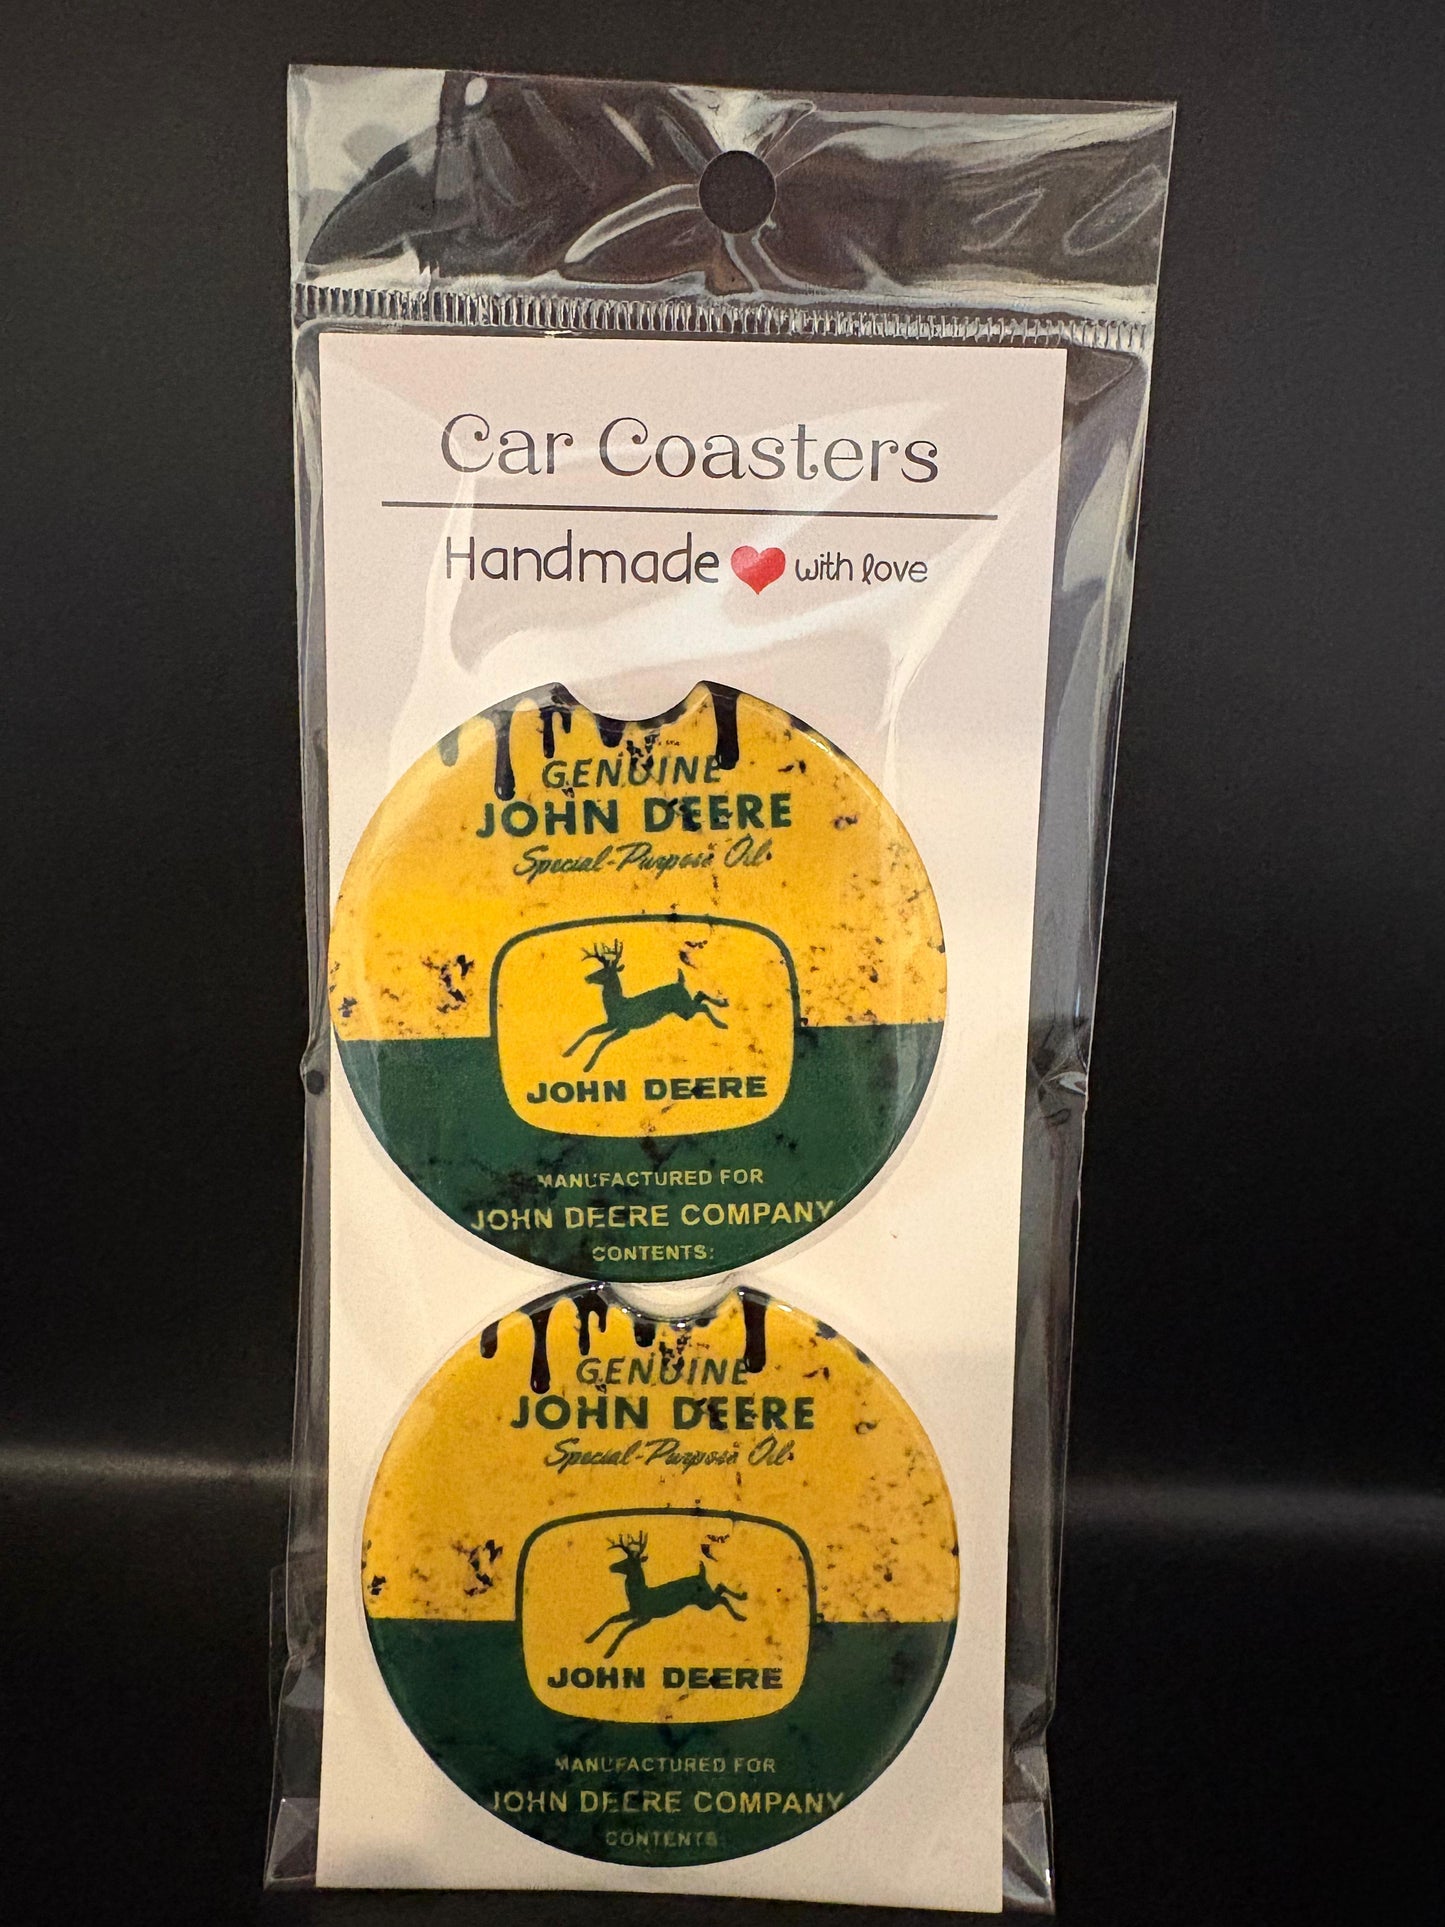 Car Coasters
Handmade with love
GENUINE
JOHN DEERE
Special-Purpose Oil
JOHN DEERE
MANUFACTURED FOR
JOHN DEERE COMPANY
CONTENTS:
GENUINE
JOHN DEERE
Special-Purpose Oil
JOHN DEERE
MANUFACTURED FOR
JOHN DEERE COMPANY
CONTENTS